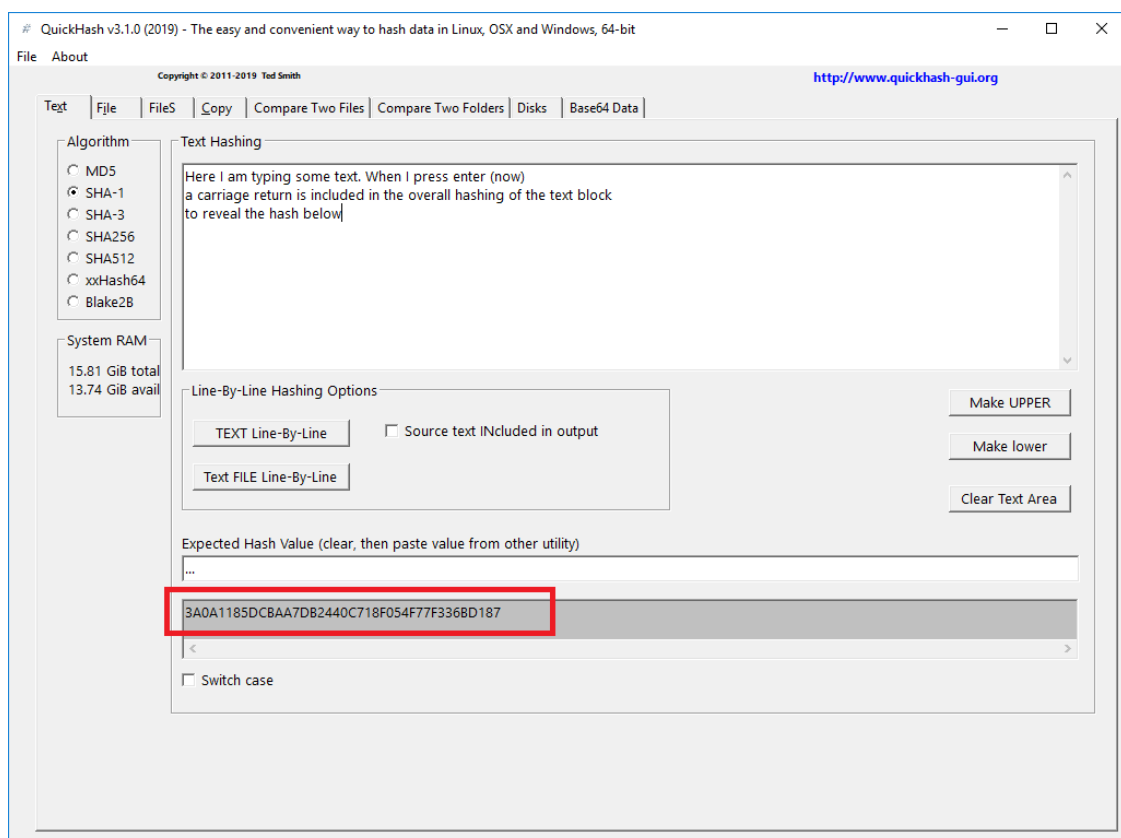 QuickHash v3.1.0 (2019) - The easy and convenient way to hash data in Linux, OSX and Windows, 64-bit
File About
Copyright © 2011-2019 Ted Smith
http://www.quickhash-gui.org
Text File FileS Copy Compare Two Files Compare Two Folders Disks Base64 Data
Algorithm
MD5
SHA-1
SHA-3
SHA256
SHA512
xxHash64
Blake2B
System RAM
15.81 GiB total
13.74 GiB avail
Text Hashing
Here I am typing some text. When I press enter (now)
a carriage return is included in the overall hashing of the text block
to reveal the hash below
Line-By-Line Hashing Options
TEXT Line-By-Line
Source text INcluded in output
Text FILE Line-By-Line
Make UPPER
Make lower
Clear Text Area
Expected Hash Value (clear, then paste value from other utility)
...
3A0A1185DCBAA7DB2440C718F054F77F336BD187
Switch case